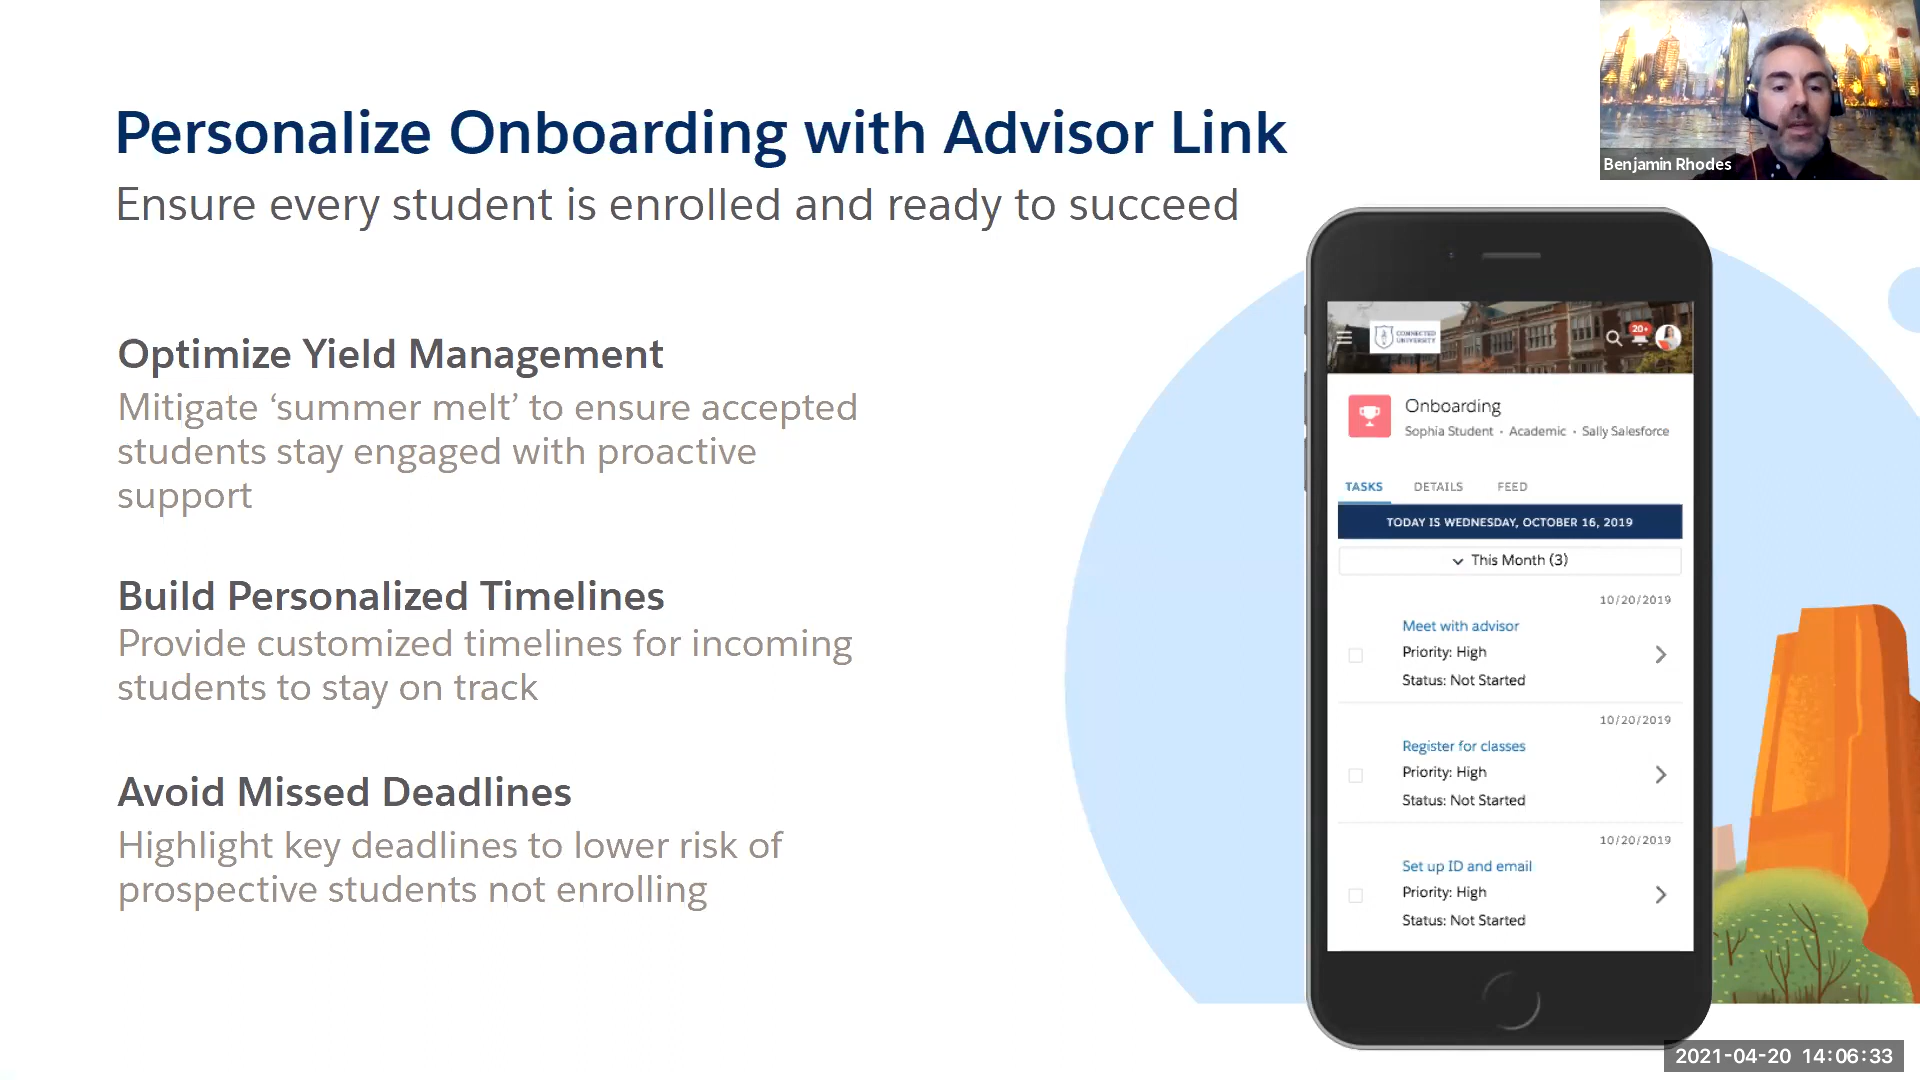 Personalize Onboarding with Advisor Link
Ensure every student is enrolled and ready to succeed
Optimize Yield Management
Mitigate ‘summer melt’ to ensure accepted
students stay engaged with proactive
support
Build Personalized Timelines
Provide customized timelines for incoming
students to stay on track
Avoid Missed Deadlines
Highlight key deadlines to lower risk of
prospective students not enrolling
Benjamin Rhodes
CONNECTED
UNIVERSITY
20+
Onboarding
Sophia Student • Academic • Sally Salesforce
TASKS DETAILS FEED
TODAY IS WEDNESDAY, OCTOBER 16, 2019
This Month (3)
10/20/2019
Meet with advisor
Priority: High
Status: Not Started
10/20/2019
Register for classes
Priority: High
Status: Not Started
10/20/2019
Set up ID and email
Priority: High
Status: Not Started
2021-04-20 14:06:33